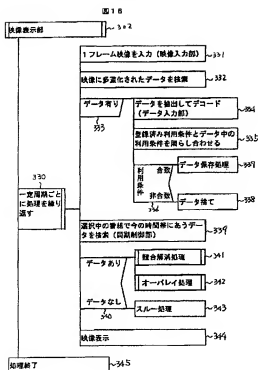 図16
映像表示部 302
1フレーム映像を入力（映像入力部） 331
映像に多重化されたデータを検索 332
データ有り
333
データを抽出してデコード
（データ入力部） 334
登録済み利用条件とデータ中の
利用条件を照らし合わせる 335
利用条件
336
合致
データ保存処理 337
非合致
データ捨て 338
330
一定周期ごと
に処理を繰り
返す
選択中の番組で今の時間帯にあうデー
タを検索（同期制御部） 339
データあり
競合解決処理 341
オーバレイ処理 342
340
データなし
スルー処理 343
映像表示 344
処理終了 345